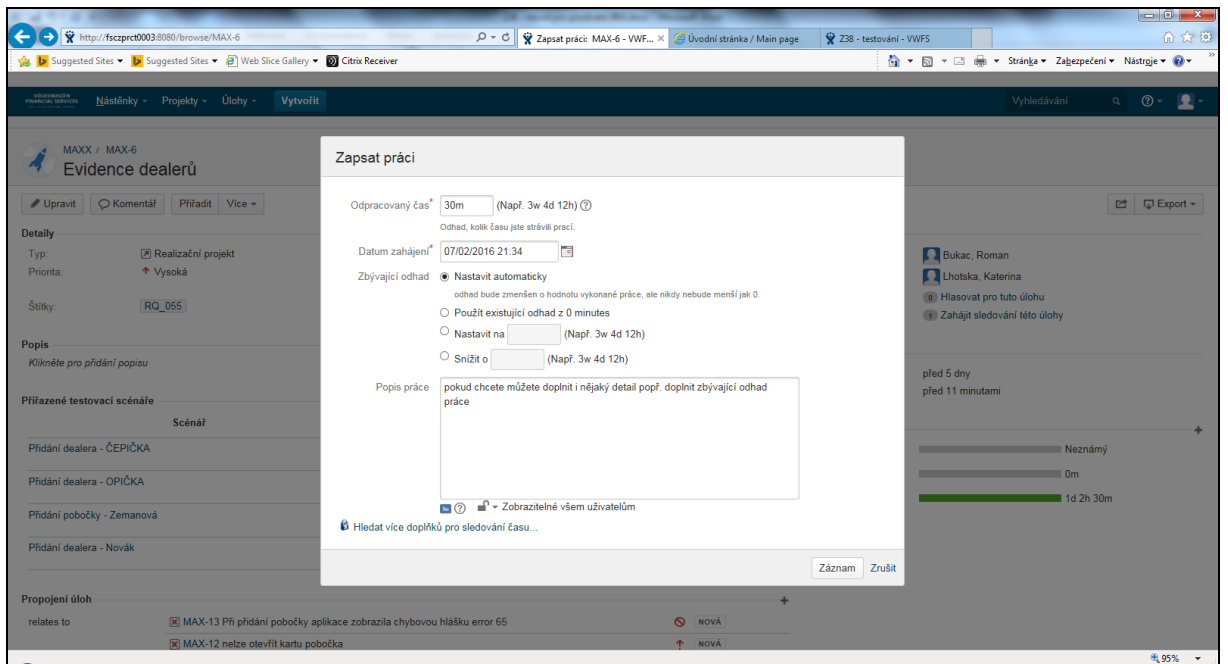 http://fsczprct0003:8080/browse/MAX-6
Zapsat práci: MAX-6 - VWF...
Úvodní stránka / Main page
Z38 - testování - VWFS
Suggested Sites
Suggested Sites
Web Slice Gallery
Citrix Receiver
Stránka
Zabezpečení
Nástroje
VOLKSWAGEN
FINANCIAL SERVICES
Nástěnky
Projekty
Úlohy
Vytvořit
Vyhledávání
MAXX / MAX-6
Evidence dealerů
Upravit
Komentář
Přiřadit
Více
Export
Detaily
Typ:
Realizační projekt
Priorita:
Vysoká
Štítky:
RQ_055
Popis
Klikněte pro přidání popisu
Přiřazené testovací scénáře
Scénář
Přidání dealera - ČEPIČKA
Přidání dealera - OPIČKA
Přidání pobočky - Zemanová
Přidání dealera - Novák
Propojení úloh
relates to
MAX-13 Při přidání pobočky aplikace zobrazila chybovou hlášku error 65
NOVÁ
MAX-12 nelze otevřít kartu pobočka
NOVÁ
Zapsat práci
Odpracovaný čas*
30m
(Např. 3w 4d 12h)
Odhad, kolik času jste strávili prací.
Datum zahájení*
07/02/2016 21:34
Zbývající odhad
Nastavit automaticky
odhad bude zmenšen o hodnotu vykonané práce, ale nikdy nebude menší jak 0.
Použít existující odhad z 0 minutes
Nastavit na
(Např. 3w 4d 12h)
Snížit o
(Např. 3w 4d 12h)
Popis práce
pokud chcete můžete doplnit i nějaký detail popř. doplnit zbývající odhad
práce
Zobrazitelné všem uživatelům
Hledat více doplňků pro sledování času...
Záznam
Zrušit
Bukac, Roman
Lhotska, Katerina
0 Hlasovat pro tuto úlohu
1 Zahájit sledování této úlohy
před 5 dny
před 11 minutami
Neznámý
0m
1d 2h 30m
95%